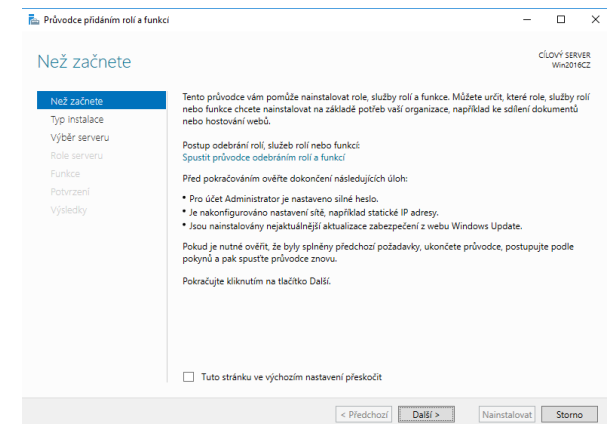 Průvodce přidáním rolí a funkcí
Než začnete
CÍLOVÝ SERVER
Win2016CZ
Než začnete
Typ instalace
Výběr serveru
Role serveru
Funkce
Potvrzení
Výsledky
Tento průvodce vám pomůže nainstalovat role, služby rolí a funkce. Můžete určit, které role, služby rolí
nebo funkce chcete nainstalovat na základě potřeb vaší organizace, například ke sdílení dokumentů
nebo hostování webů.
Postup odebrání rolí, služeb rolí nebo funkcí:
Spustit průvodce odebráním rolí a funkcí
Před pokračováním ověřte dokončení následujících úloh:
• Pro účet Administrator je nastaveno silné heslo.
• Je nakonfigurováno nastavení sítě, například statické IP adresy.
• Jsou nainstalovány nejaktuálnější aktualizace zabezpečení z webu Windows Update.
Pokud je nutné ověřit, že byly splněny předchozí požadavky, ukončete průvodce, postupujte podle
pokynů a pak spusťte průvodce znovu.
Pokračujte kliknutím na tlačítko Další.
Tuto stránku ve výchozím nastavení přeskočit
< Předchozí Další > Nainstalovat Storno